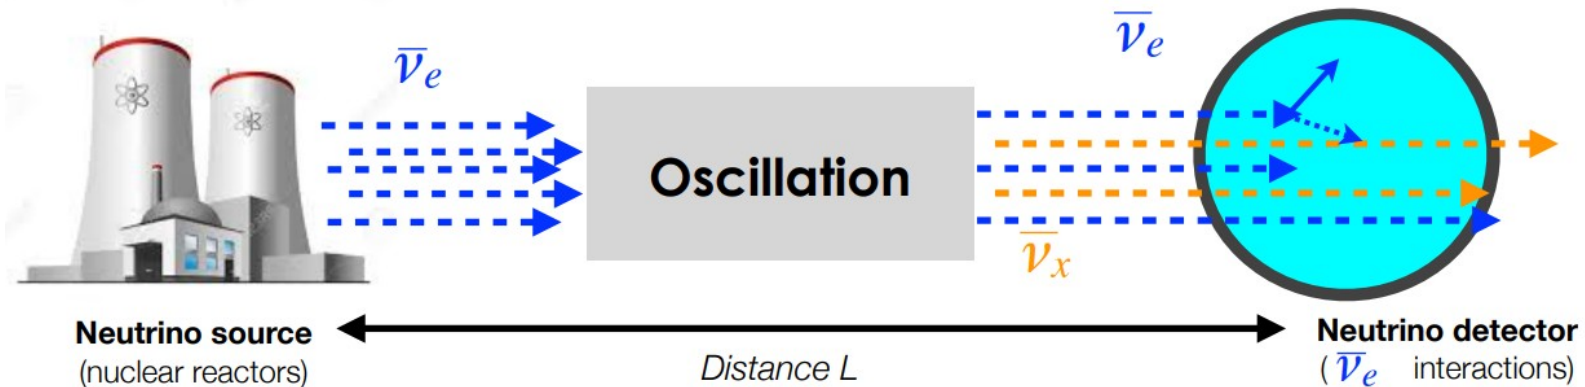 ν̅e
ν̅e
Oscillation
ν̅x
Neutrino source
(nuclear reactors)
Distance L
Neutrino detector
( ν̅e interactions)